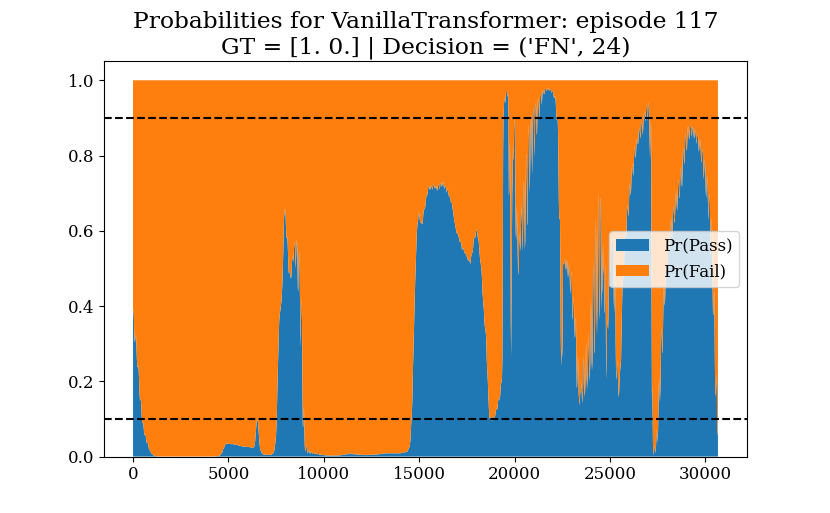 Probabilities for VanillaTransformer: episode 117
GT = [1. 0.] | Decision = ('FN', 24)
1.0
0.8
0.6
0.4
0.2
0.0
Pr(Pass)
Pr(Fail)
0 5000 10000 15000 20000 25000 30000